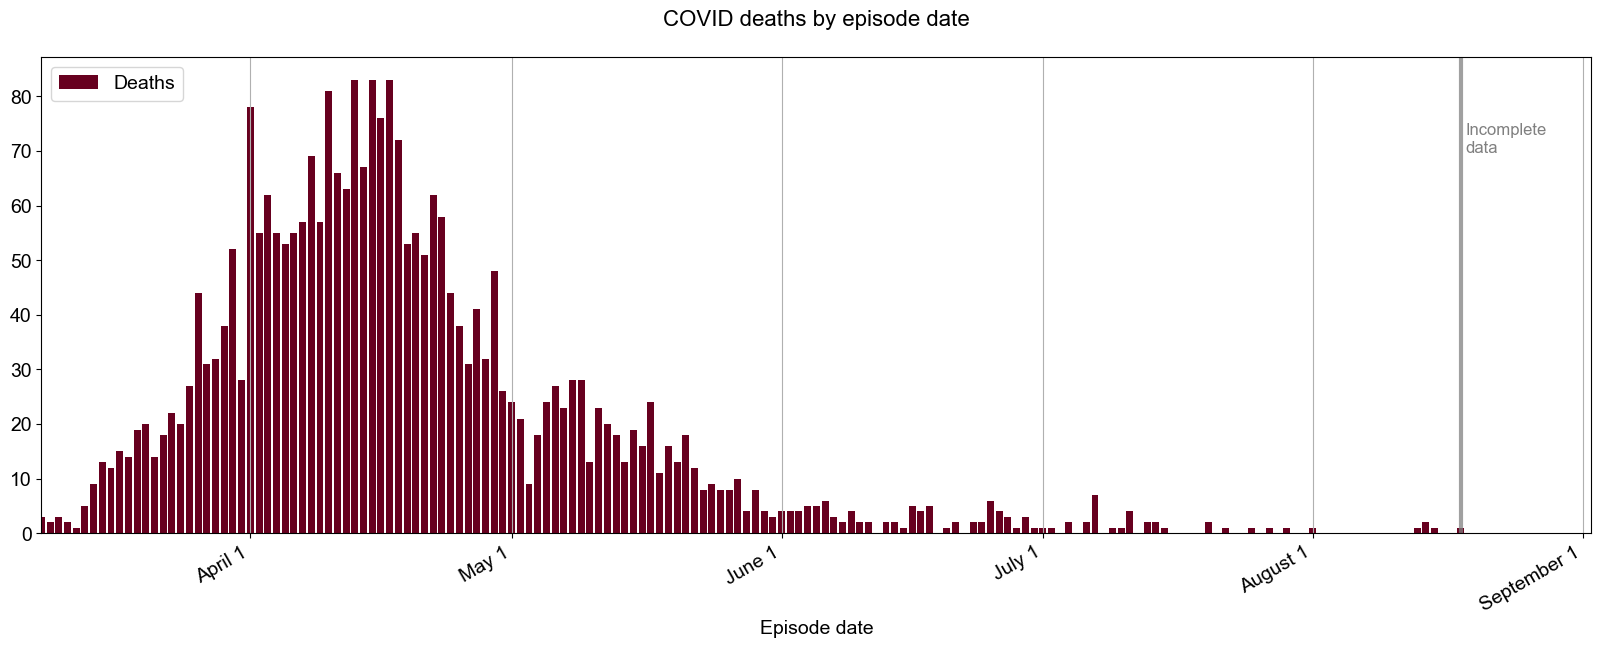 COVID deaths by episode date
Deaths
80
70
60
50
40
30
20
10
0
Incomplete
data
April 1
May 1
June 1
July 1
August 1
September 1
Episode date